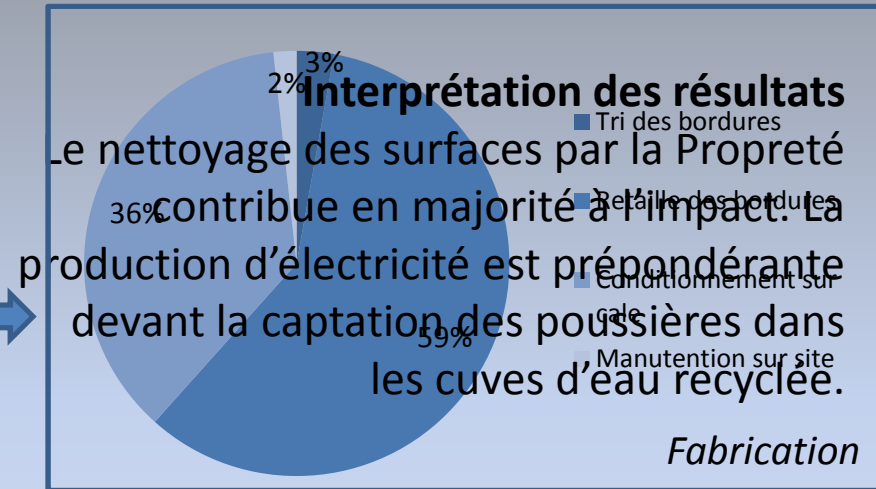 3%
2%
Interprétation des résultats
Tri des bordures
Le nettoyage des surfaces par la Propreté
Retaille des bordures
36%
contribue en majorité à l'impact. La
production d'électricité est prépondérante
Conditionnement sur
cale
devant la captation des poussières dans
59%
Manutention sur site
les cuves d'eau recyclée.
Fabrication